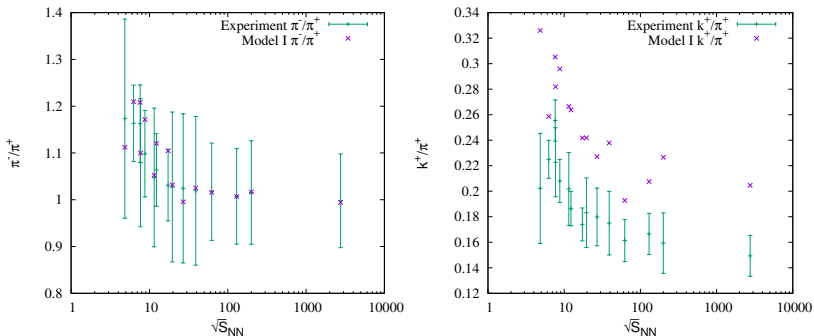 1.4
1.3
1.2
1.1
1
0.9
0.8
π⁻/π⁺
Experiment π⁻/π⁺
Model I π⁻/π⁺
1 10 100 1000 10000
√S_NN
0.34
0.32
0.3
0.28
0.26
0.24
0.22
0.2
0.18
0.16
0.14
0.12
k⁺/π⁺
Experiment k⁺/π⁺
Model I k⁺/π⁺
1 10 100 1000 10000
√S_NN